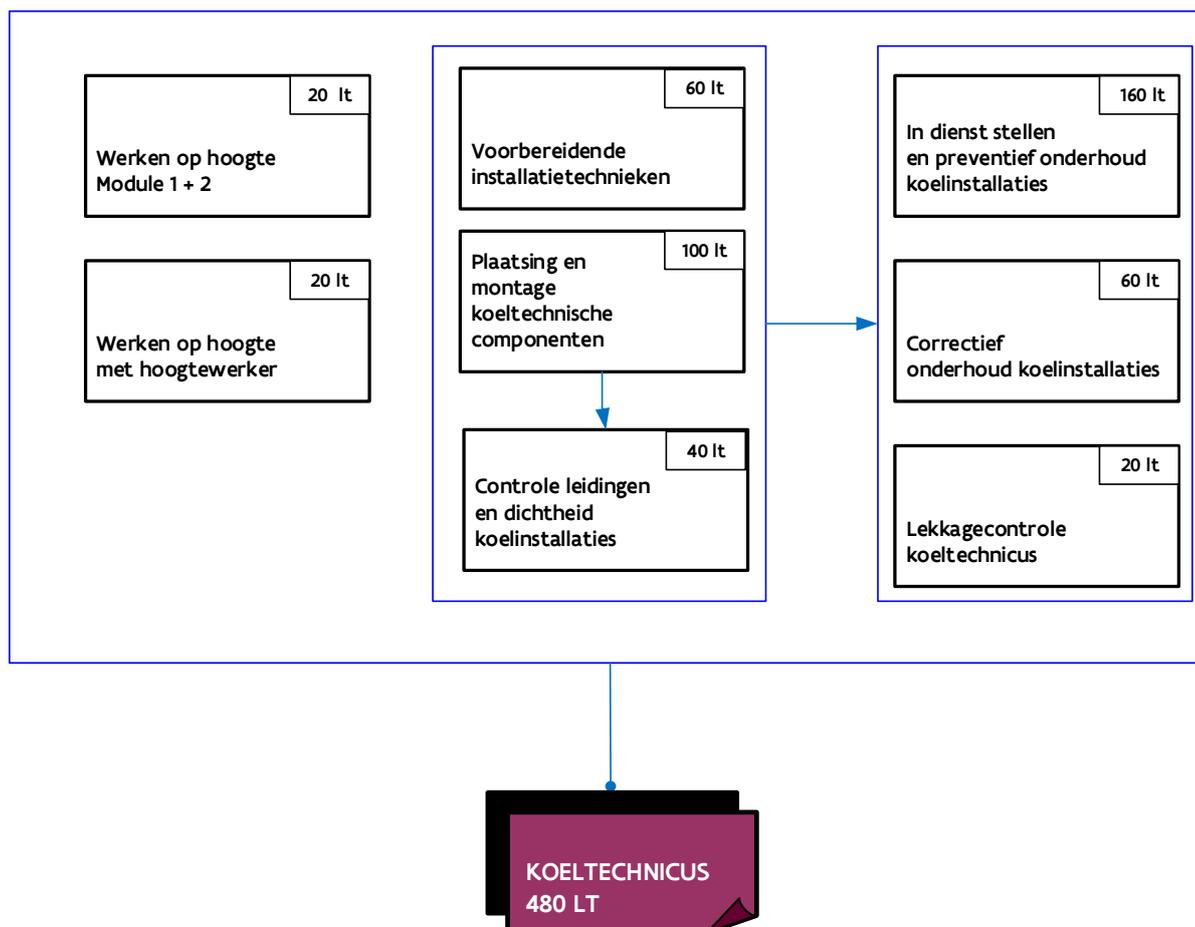 20 lt
Werken op hoogte
Module 1 + 2
20 lt
Werken op hoogte
met hoogtewerker
60 lt
Voorbereidende
installatietechnieken
100 lt
Plaatsing en
montage
koeltechnische
componenten
40 lt
Controle leidingen
en dichtheid
koelinstallaties
160 lt
In dienst stellen
en preventief onderhoud
koelinstallaties
60 lt
Correctief
onderhoud koelinstallaties
20 lt
Lekkagecontrole
koeltechnicus
KOELTECHNICUS
480 LT